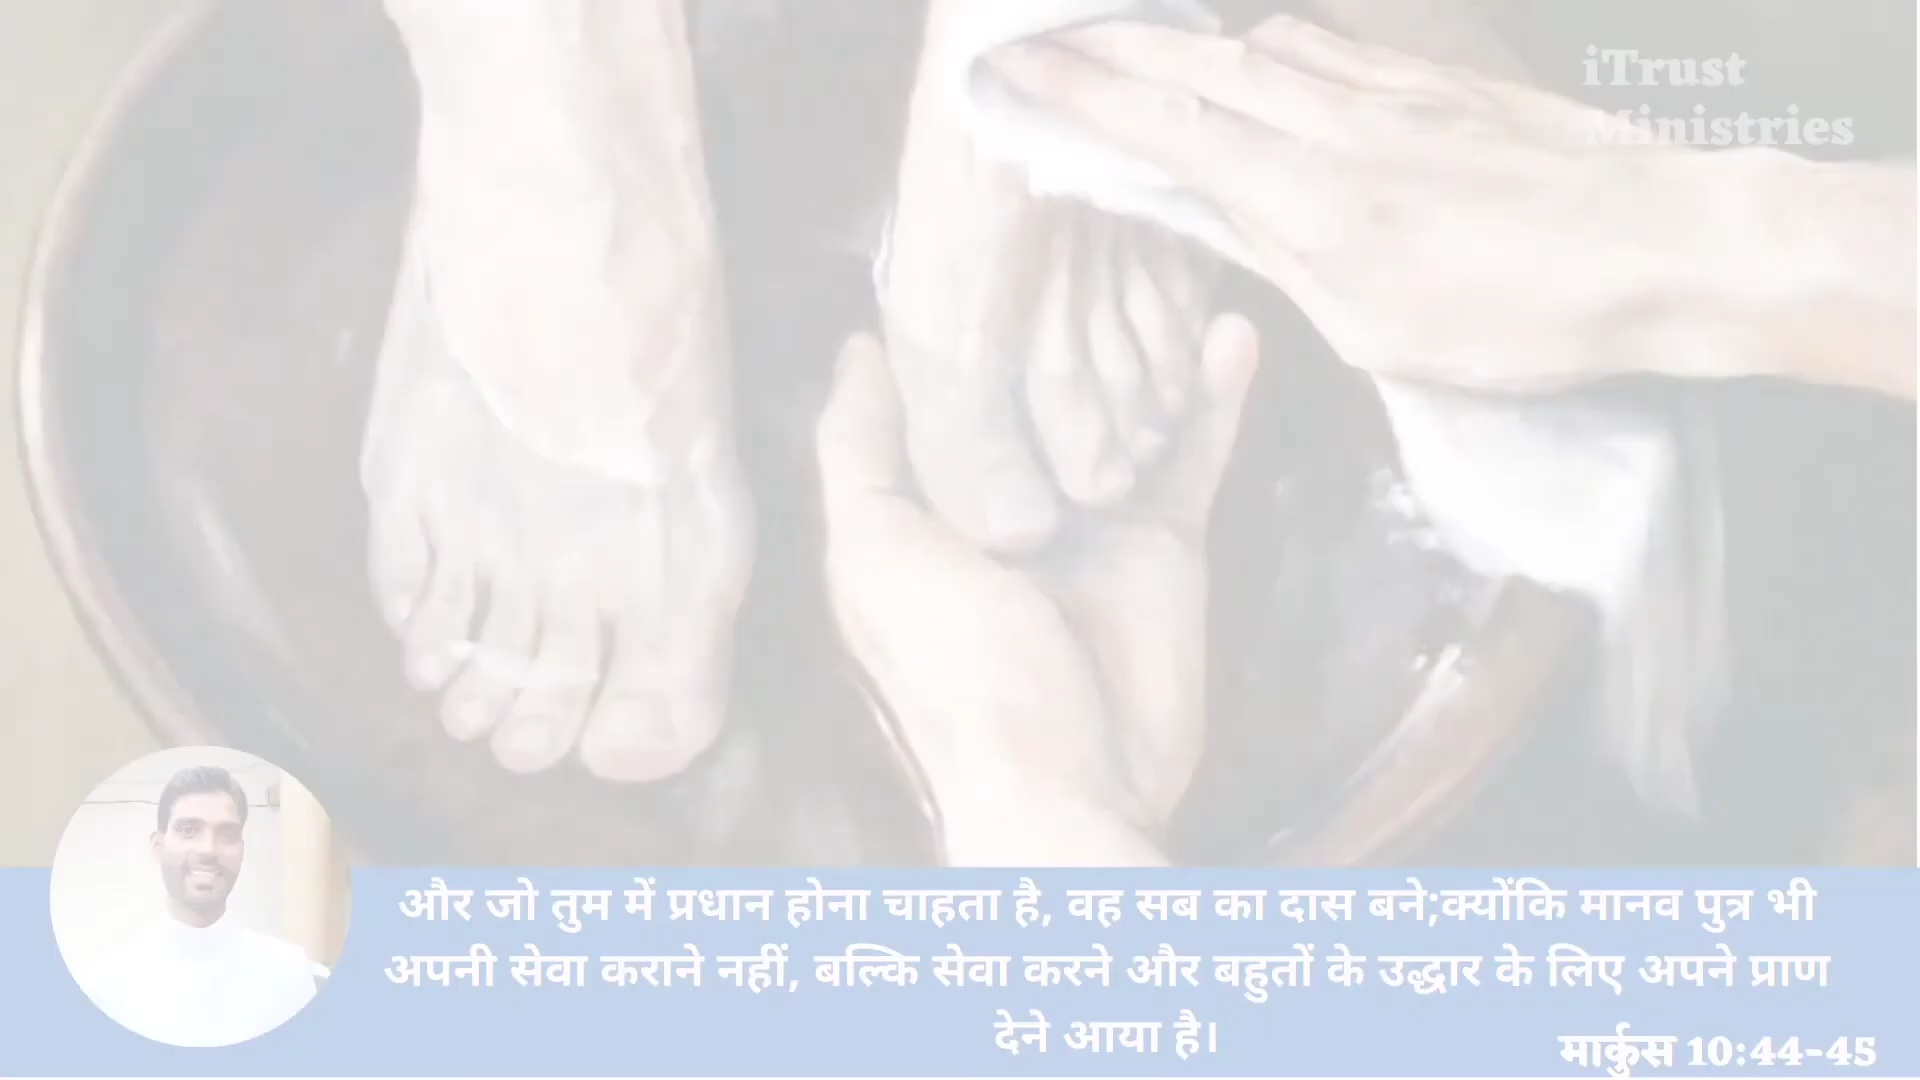 iTrust
Ministries
और जो तुम में प्रधान होना चाहता है, वह सब का दास बने;क्योंकि मानव पुत्र भी
अपनी सेवा कराने नहीं, बल्कि सेवा करने और बहुतों के उद्धार के लिए अपने प्राण
देने आया है।
मार्कुस 10:44-45